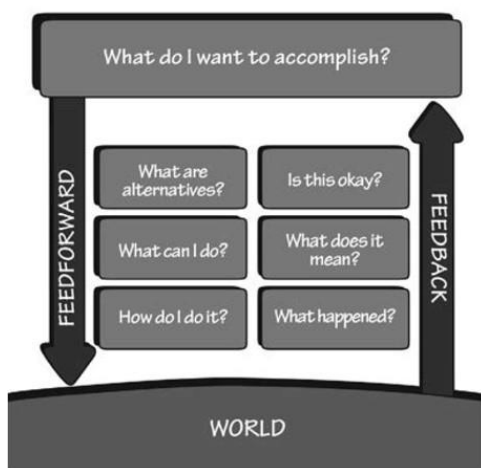 What do I want to accomplish?
FEEDFORWARD
What are
alternatives?
Is this okay?
What can I do?
What does it
mean?
How do I do it?
What happened?
FEEDBACK
WORLD